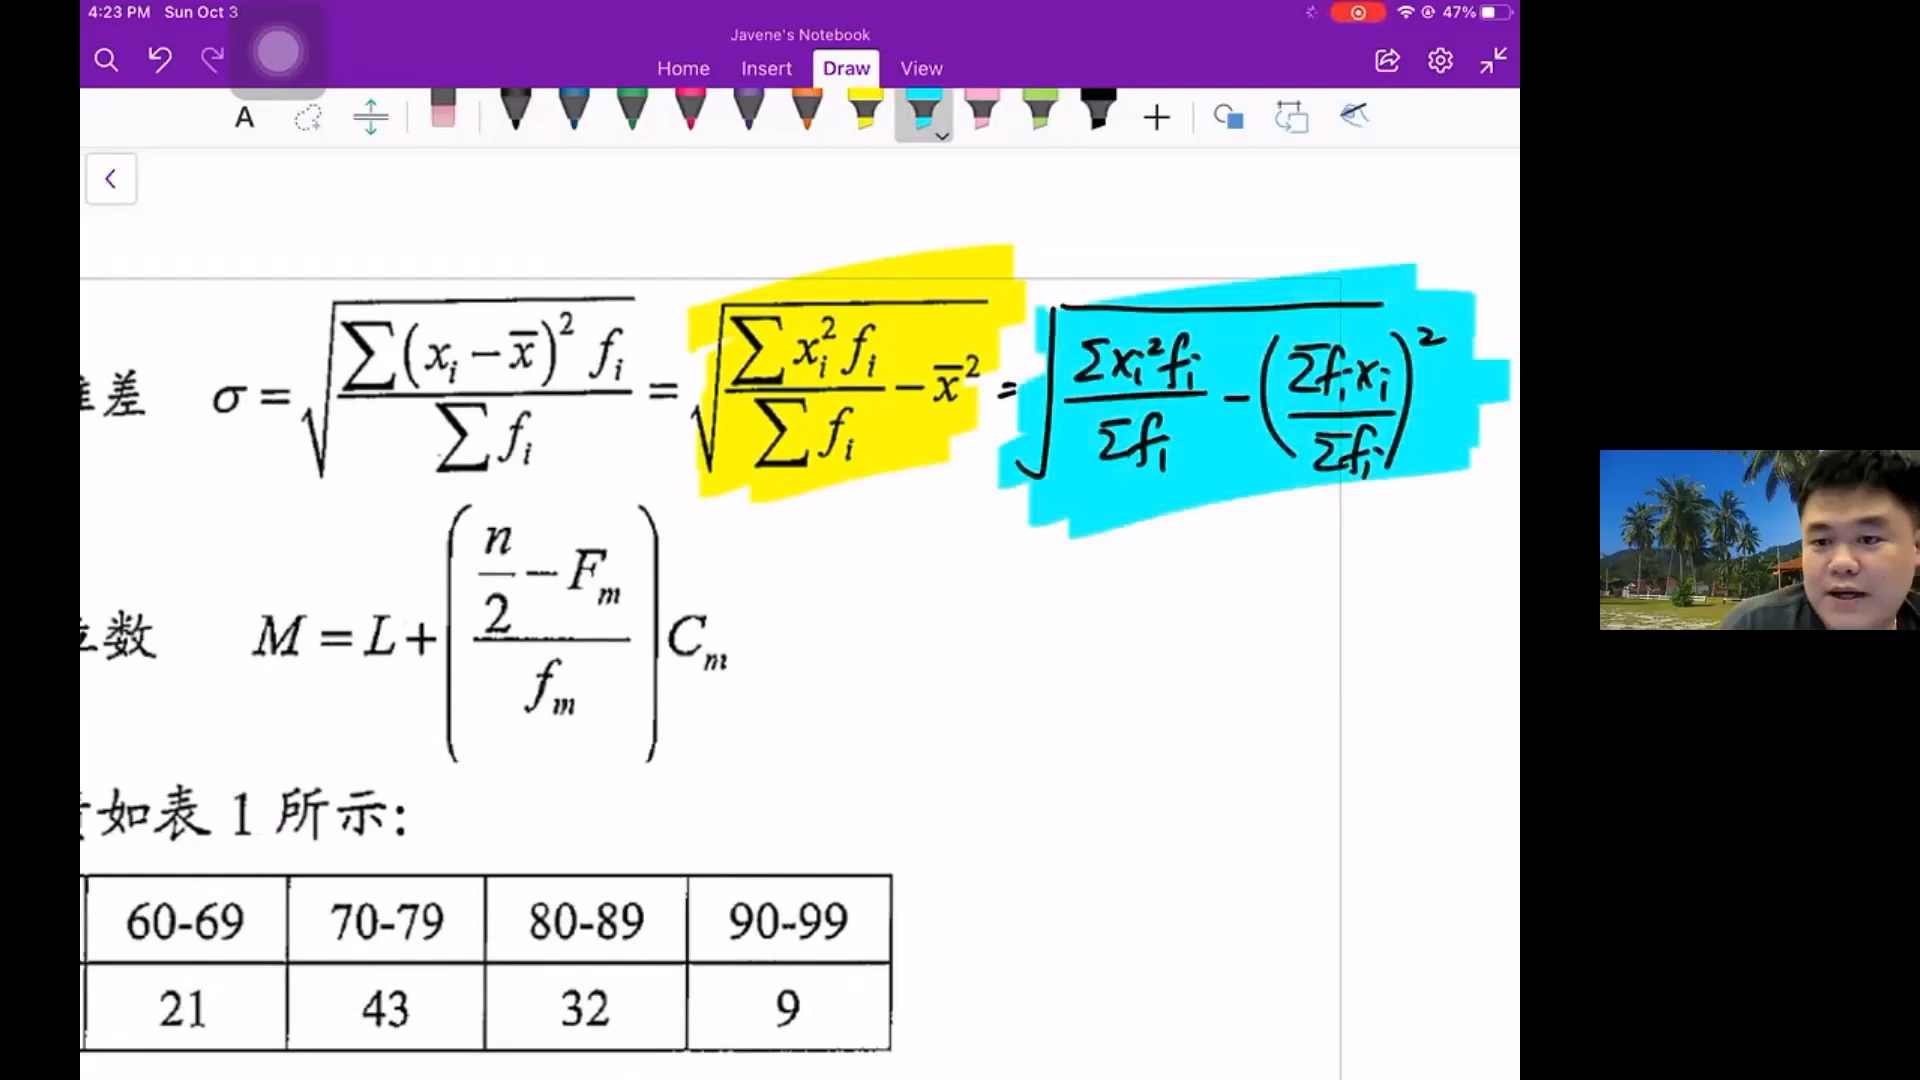 4:23 PM Sun Oct 3
47%
Javene's Notebook
Home Insert Draw View
A
差 σ = √(∑(xᵢ − x̄)² fᵢ / ∑fᵢ) = √(∑xᵢ² fᵢ / ∑fᵢ − x̄²) = √(Σxᵢ²fᵢ / Σfᵢ − (Σfᵢxᵢ / Σfᵢ)²)
数 M = L + ((n/2 − Fₘ) / fₘ) Cₘ
如表 1 所示:
60-69 70-79 80-89 90-99
21 43 32 9